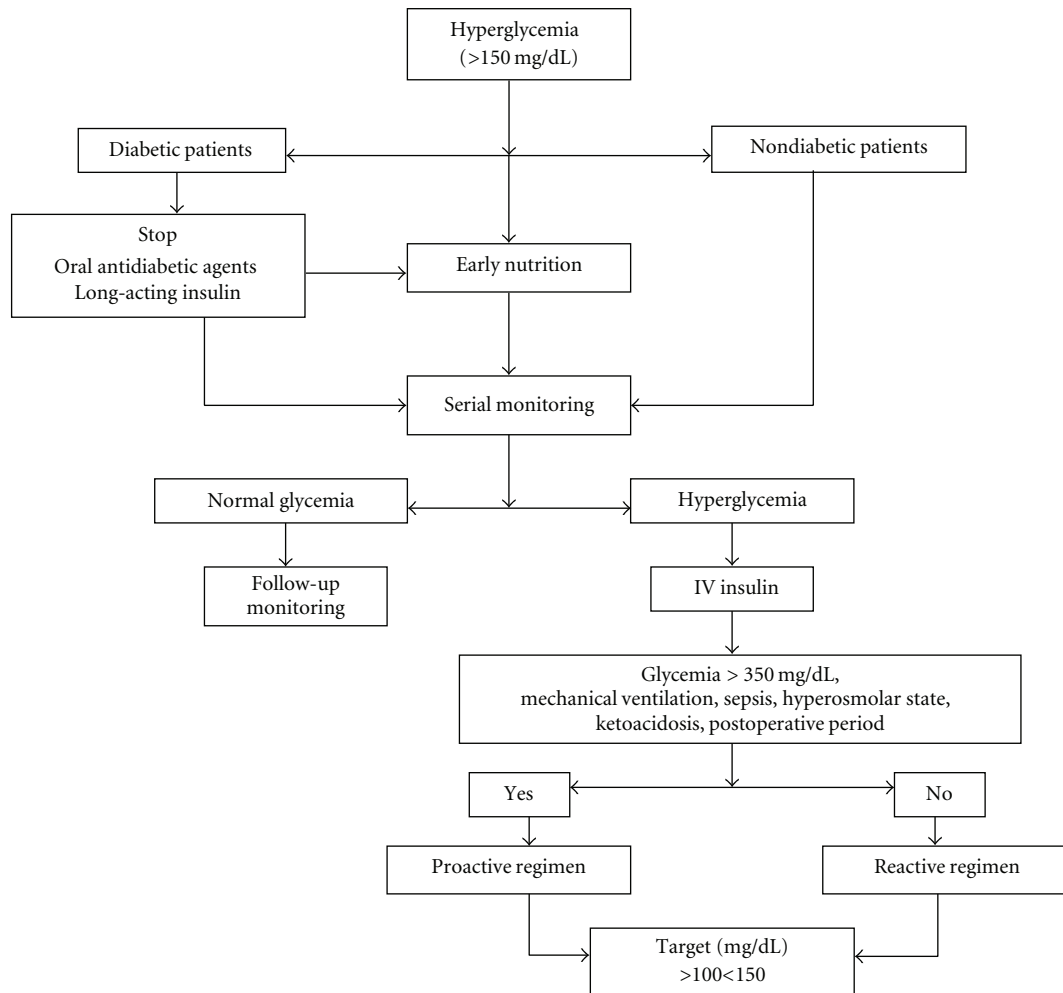 Hyperglycemia
(>150 mg/dL)
Diabetic patients
Nondiabetic patients
Stop
Oral antidiabetic agents
Long-acting insulin
Early nutrition
Serial monitoring
Normal glycemia
Hyperglycemia
Follow-up
monitoring
IV insulin
Glycemia > 350 mg/dL,
mechanical ventilation, sepsis, hyperosmolar state,
ketoacidosis, postoperative period
Yes
No
Proactive regimen
Reactive regimen
Target (mg/dL)
>100<150